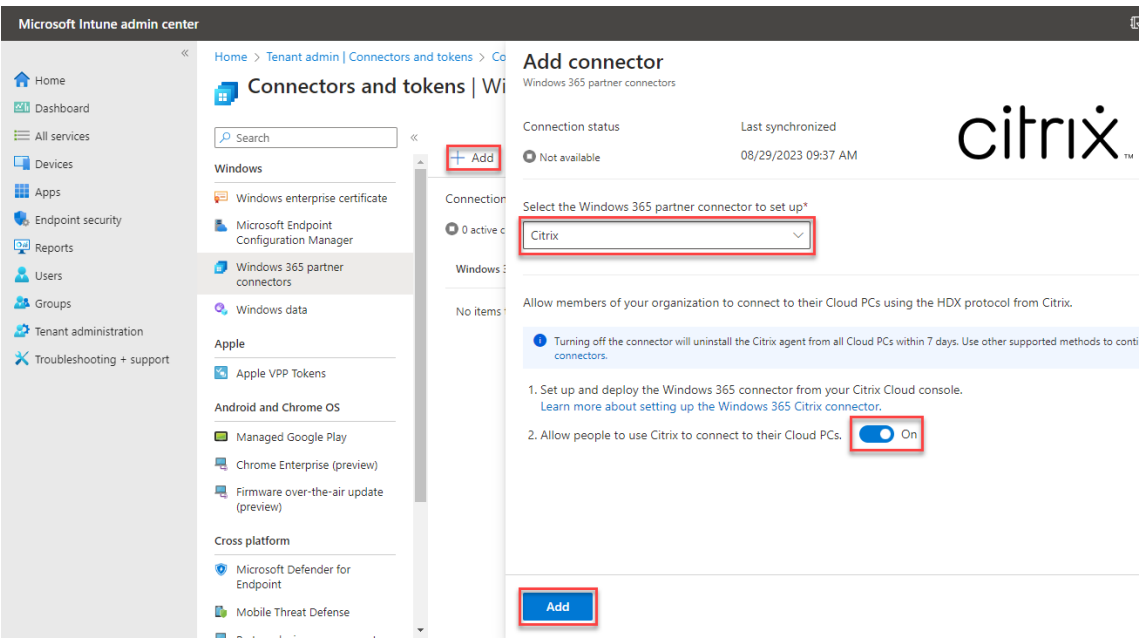 Microsoft Intune admin center
«
Home
Dashboard
All services
Devices
Apps
Endpoint security
Reports
Users
Groups
Tenant administration
Troubleshooting + support
Home > Tenant admin | Connectors and tokens > Co
Connectors and tokens | Wi
Search
«
Windows
Windows enterprise certificate
Microsoft Endpoint
Configuration Manager
Windows 365 partner
connectors
Windows data
Apple
Apple VPP Tokens
Android and Chrome OS
Managed Google Play
Chrome Enterprise (preview)
Firmware over-the-air update
(preview)
Cross platform
Microsoft Defender for
Endpoint
Mobile Threat Defense
+ Add
Connection
0 active c
Windows 3
No items
Add connector
Windows 365 partner connectors
Connection status
Not available
Last synchronized
08/29/2023 09:37 AM
citrix™
Select the Windows 365 partner connector to set up*
Citrix
Allow members of your organization to connect to their Cloud PCs using the HDX protocol from Citrix.
Turning off the connector will uninstall the Citrix agent from all Cloud PCs within 7 days. Use other supported methods to conti
connectors.
1. Set up and deploy the Windows 365 connector from your Citrix Cloud console.
Learn more about setting up the Windows 365 Citrix connector.
2. Allow people to use Citrix to connect to their Cloud PCs.
On
Add